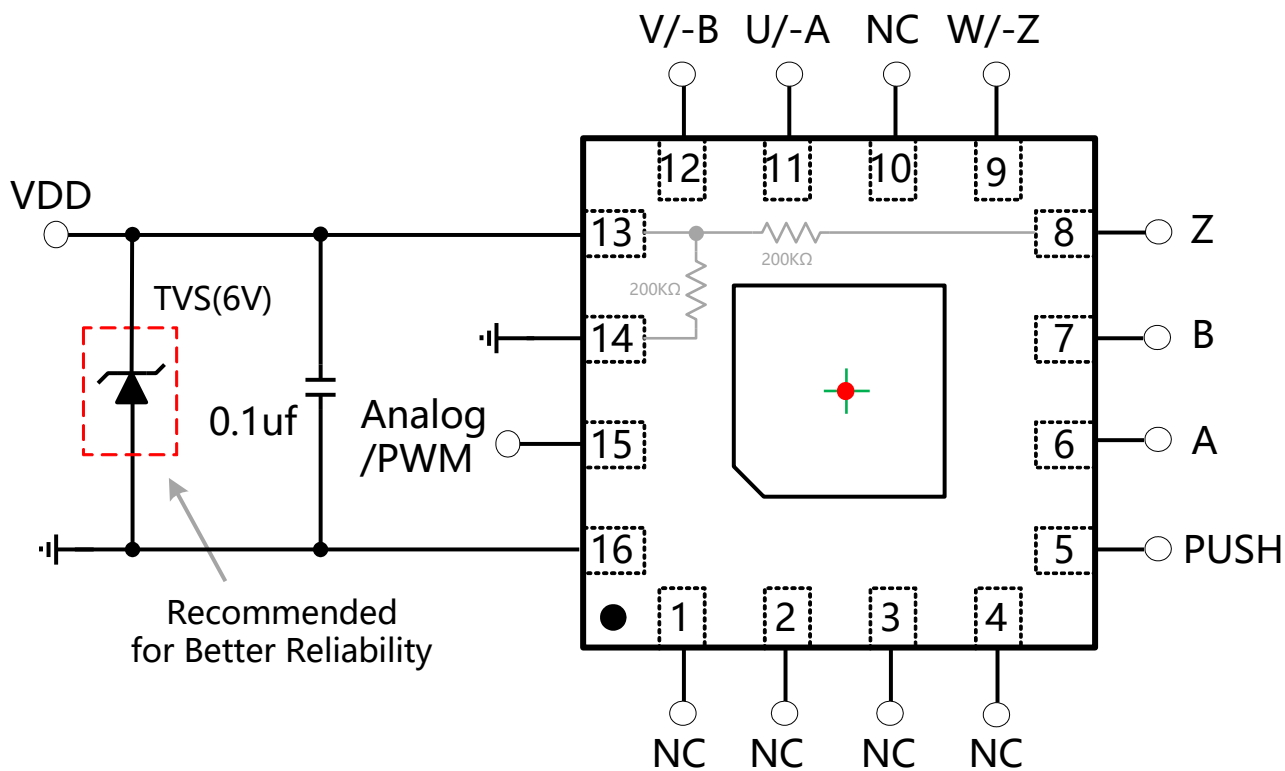 V/-B U/-A NC W/-Z
12 11 10 9
VDD
13 8 Z
200KΩ
200KΩ
TVS(6V)
14 7 B
0.1uf
Analog
/PWM
15 6 A
16 5 PUSH
Recommended
for Better Reliability
1 2 3 4
NC NC NC NC